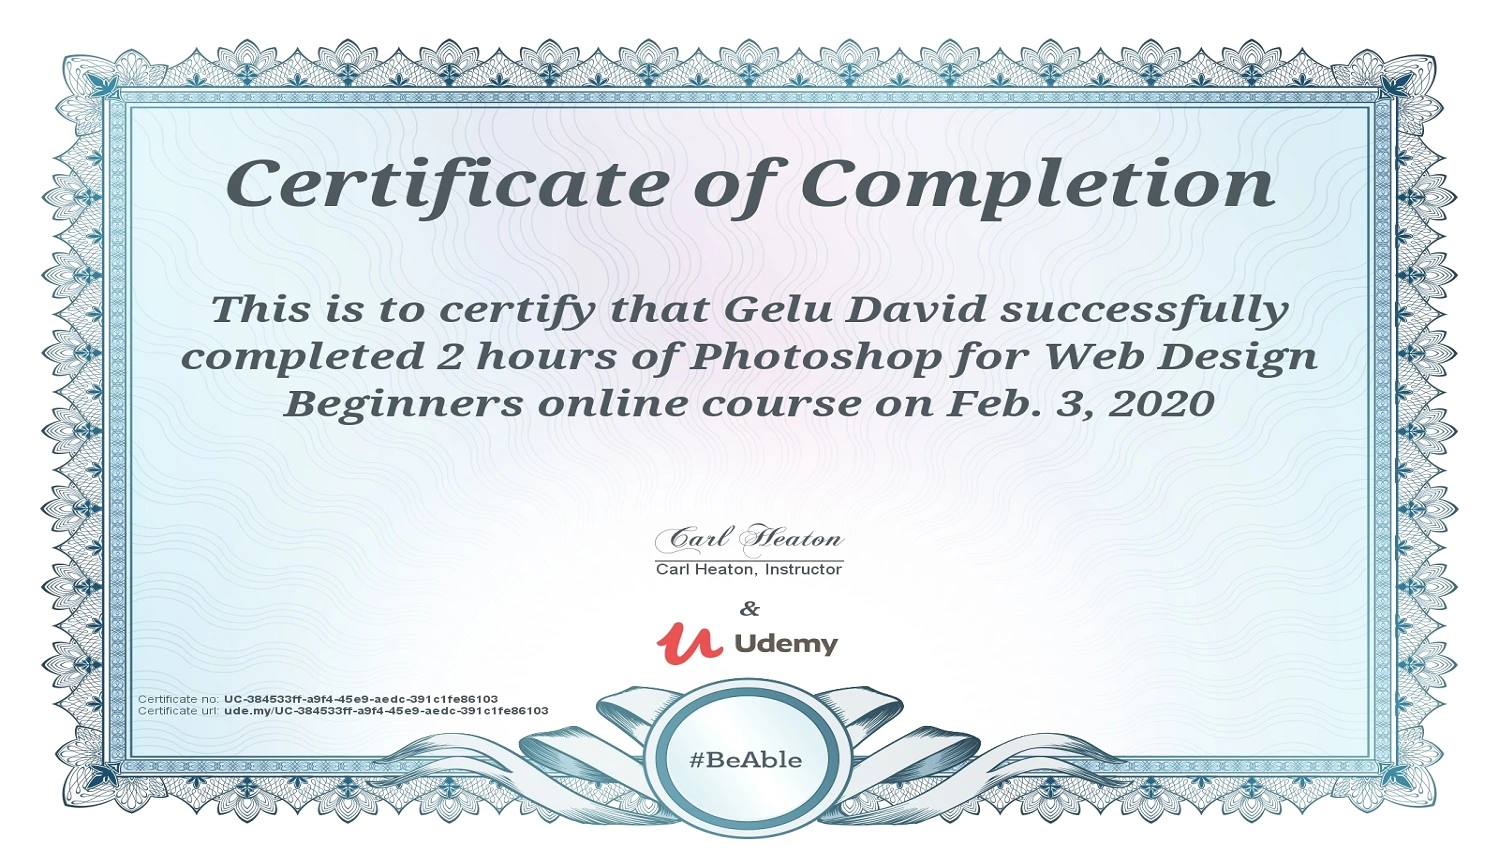 Certificate of Completion
This is to certify that Gelu David successfully
completed 2 hours of Photoshop for Web Design
Beginners online course on Feb. 3, 2020
Carl Heaton
Carl Heaton, Instructor
&
Udemy
Certificate no: UC-384533ff-a9f4-45e9-aedc-391c1fe86103
Certificate url: ude.my/UC-384533ff-a9f4-45e9-aedc-391c1fe86103
#BeAble